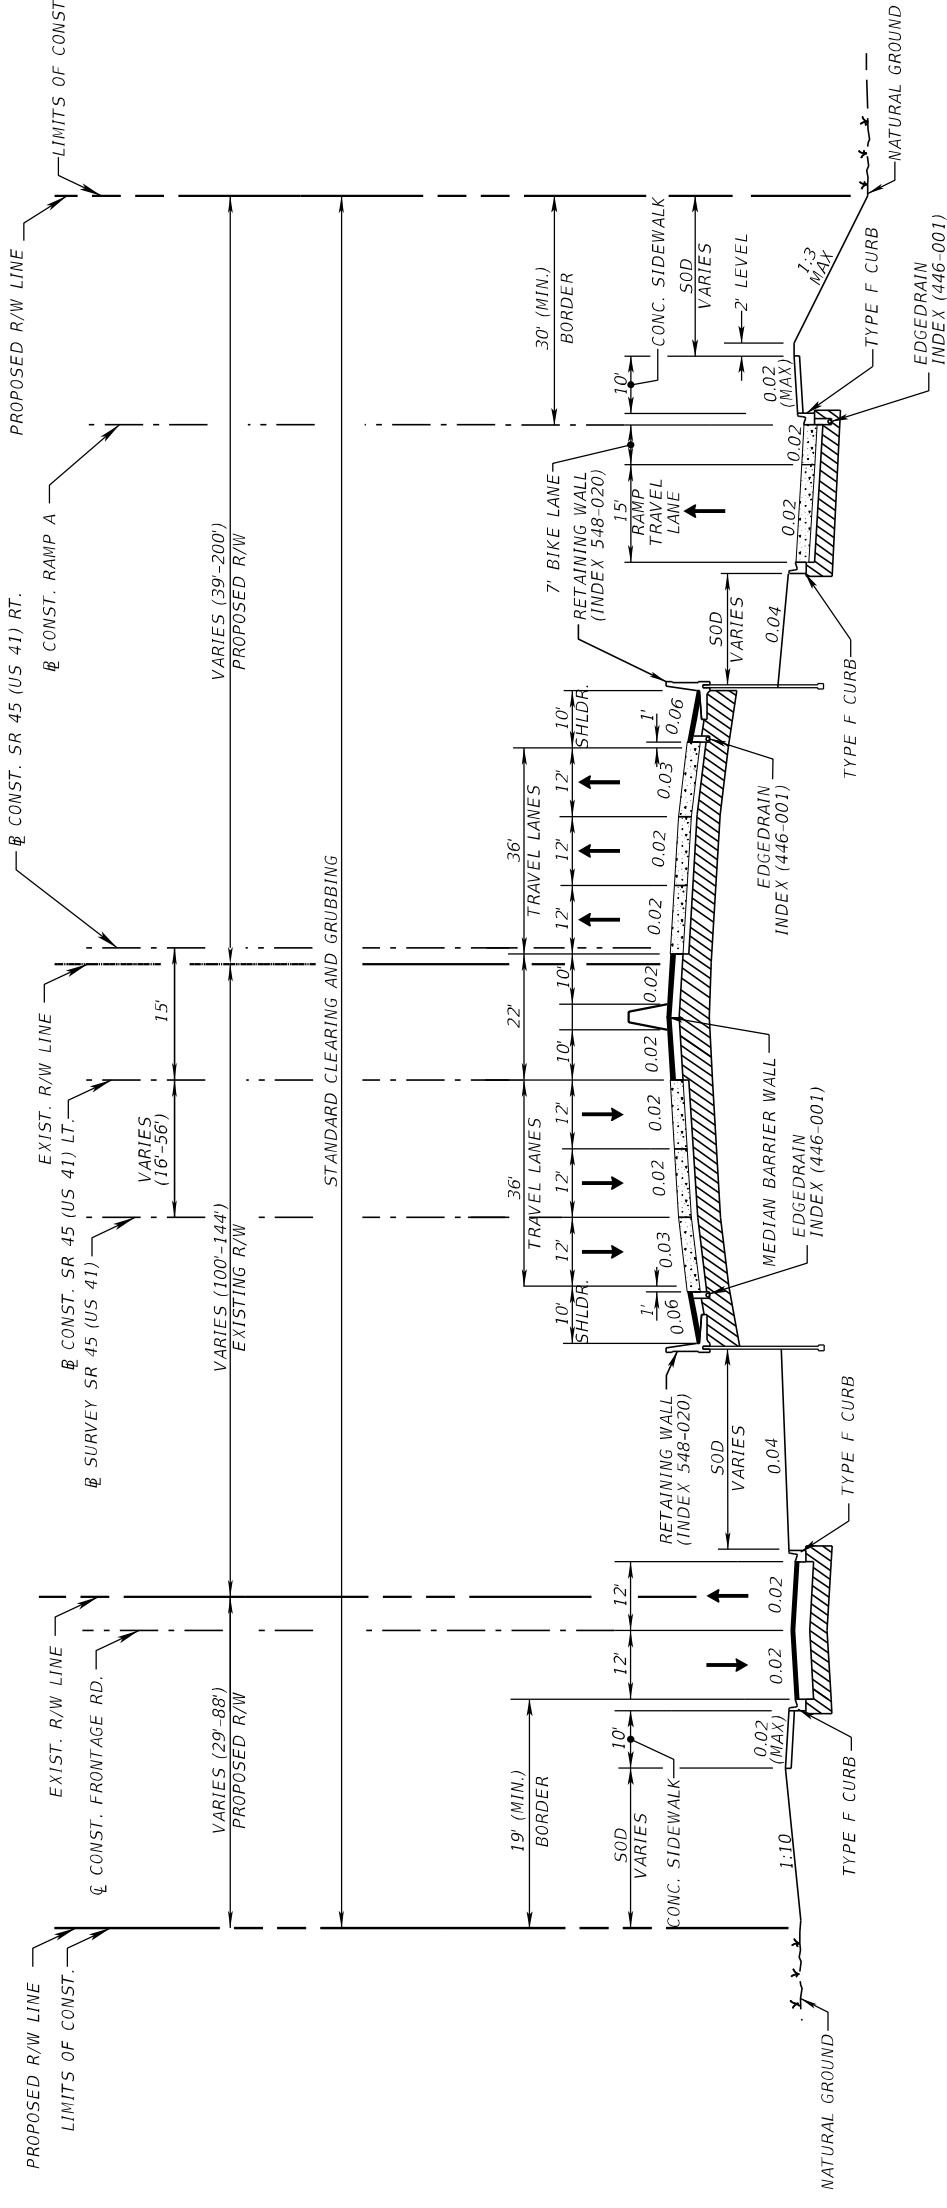 PROPOSED R/W LINE
LIMITS OF CONST.
EXIST. R/W LINE
℄ CONST. FRONTAGE RD.
℄ SURVEY SR 45 (US 41)
℄ CONST. SR 45 (US 41) LT.
EXIST. R/W LINE
℄ CONST. SR 45 (US 41) RT.
℄ CONST. RAMP A
PROPOSED R/W LINE
LIMITS OF CONST
VARIES
(16'-56')
15'
VARIES (29'-88')
PROPOSED R/W
VARIES (100'-144')
EXISTING R/W
VARIES (39'-200')
PROPOSED R/W
STANDARD CLEARING AND GRUBBING
19' (MIN.)
BORDER
36'
TRAVEL LANES
22'
36'
TRAVEL LANES
30' (MIN.)
BORDER
10'
SHLDR.
12'
12'
12'
10'
10'
12'
12'
12'
10'
SHLDR.
7' BIKE LANE
RETAINING WALL
(INDEX 548-020)
SOD
VARIES
10'
12'
12'
15'
RAMP
TRAVEL
LANE
10'
CONC. SIDEWALK
CONC. SIDEWALK
RETAINING WALL
(INDEX 548-020)
1'
0.06
0.03
0.02
0.02
0.02
0.02
0.02
0.02
0.03
1'
0.06
SOD
VARIES
SOD
VARIES
SOD
VARIES
2' LEVEL
1:10
0.02
(MAX)
0.02
0.02
0.04
0.04
0.02
0.02
0.02
(MAX)
1:3
MAX
MEDIAN BARRIER WALL
EDGEDRAIN
INDEX (446-001)
EDGEDRAIN
INDEX (446-001)
NATURAL GROUND
TYPE F CURB
TYPE F CURB
TYPE F CURB
TYPE F CURB
NATURAL GROUND
EDGEDRAIN
INDEX (446-001)